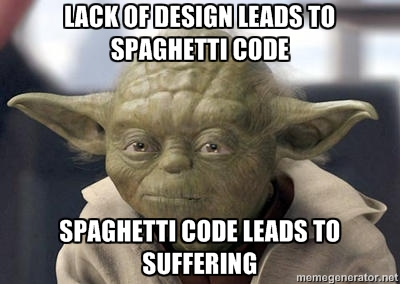 LACK OF DESIGN LEADS TO
SPAGHETTI CODE
SPAGHETTI CODE LEADS TO
SUFFERING
memegenerator.net